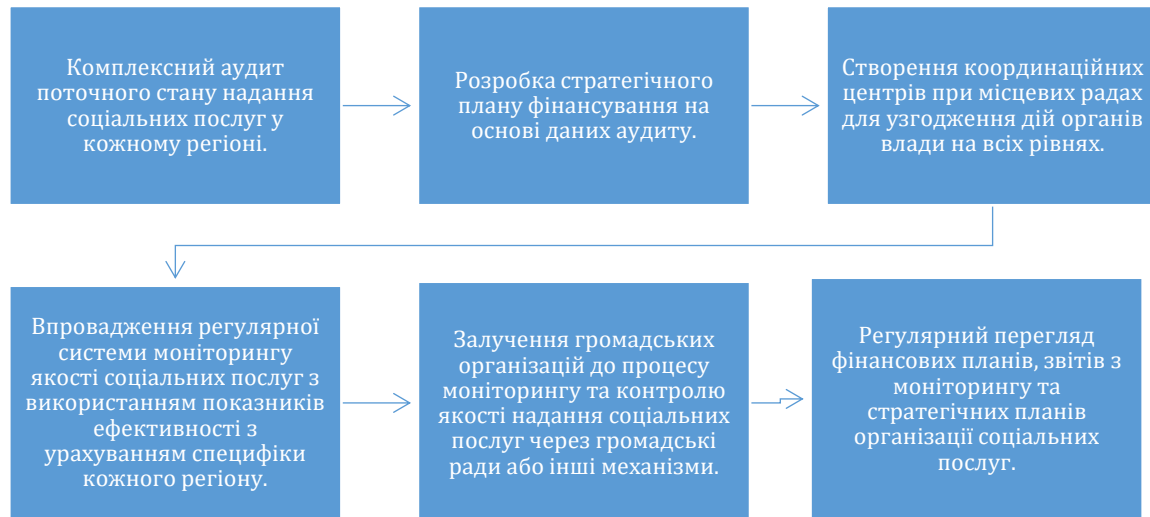 Комплексний аудит
поточного стану надання
соціальних послуг у
кожному регіоні.
Розробка стратегічного
плану фінансування на
основі даних аудиту.
Створення координаційних
центрів при місцевих радах
для узгодження дій органів
влади на всіх рівнях.
Впровадження регулярної
системи моніторингу
якості соціальних послуг з
використанням показників
ефективності з
урахуванням специфіки
кожного регіону.
Залучення громадських
організацій до процесу
моніторингу та контролю
якості надання соціальних
послуг через громадські
ради або інші механізми.
Регулярний перегляд
фінансових планів, звітів з
моніторингу та
стратегічних планів
організації соціальних
послуг.